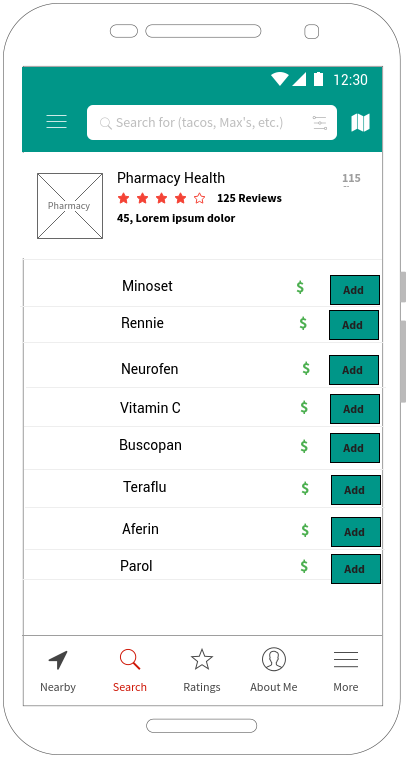 12:30
Search for (tacos, Max's, etc.)
Pharmacy
Pharmacy Health
115
125 Reviews
45, Lorem ipsum dolor
Minoset $ Add
Rennie $ Add
Neurofen $ Add
Vitamin C $ Add
Buscopan $ Add
Teraflu $ Add
Aferin $ Add
Parol $ Add
Nearby Search Ratings About Me More